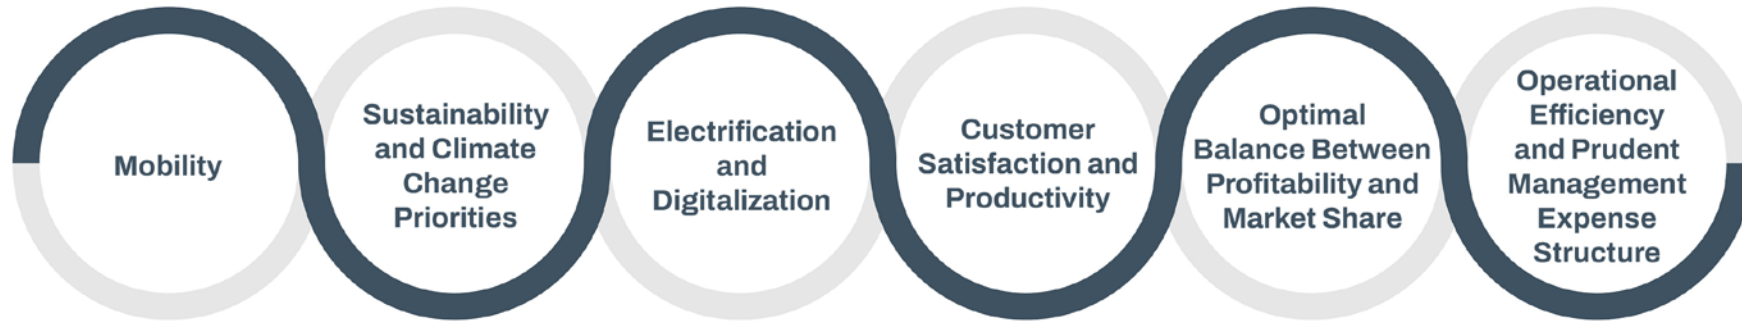 Mobility
Sustainability
and Climate
Change
Priorities
Electrification
and
Digitalization
Customer
Satisfaction and
Productivity
Optimal
Balance Between
Profitability and
Market Share
Operational
Efficiency
and Prudent
Management
Expense
Structure